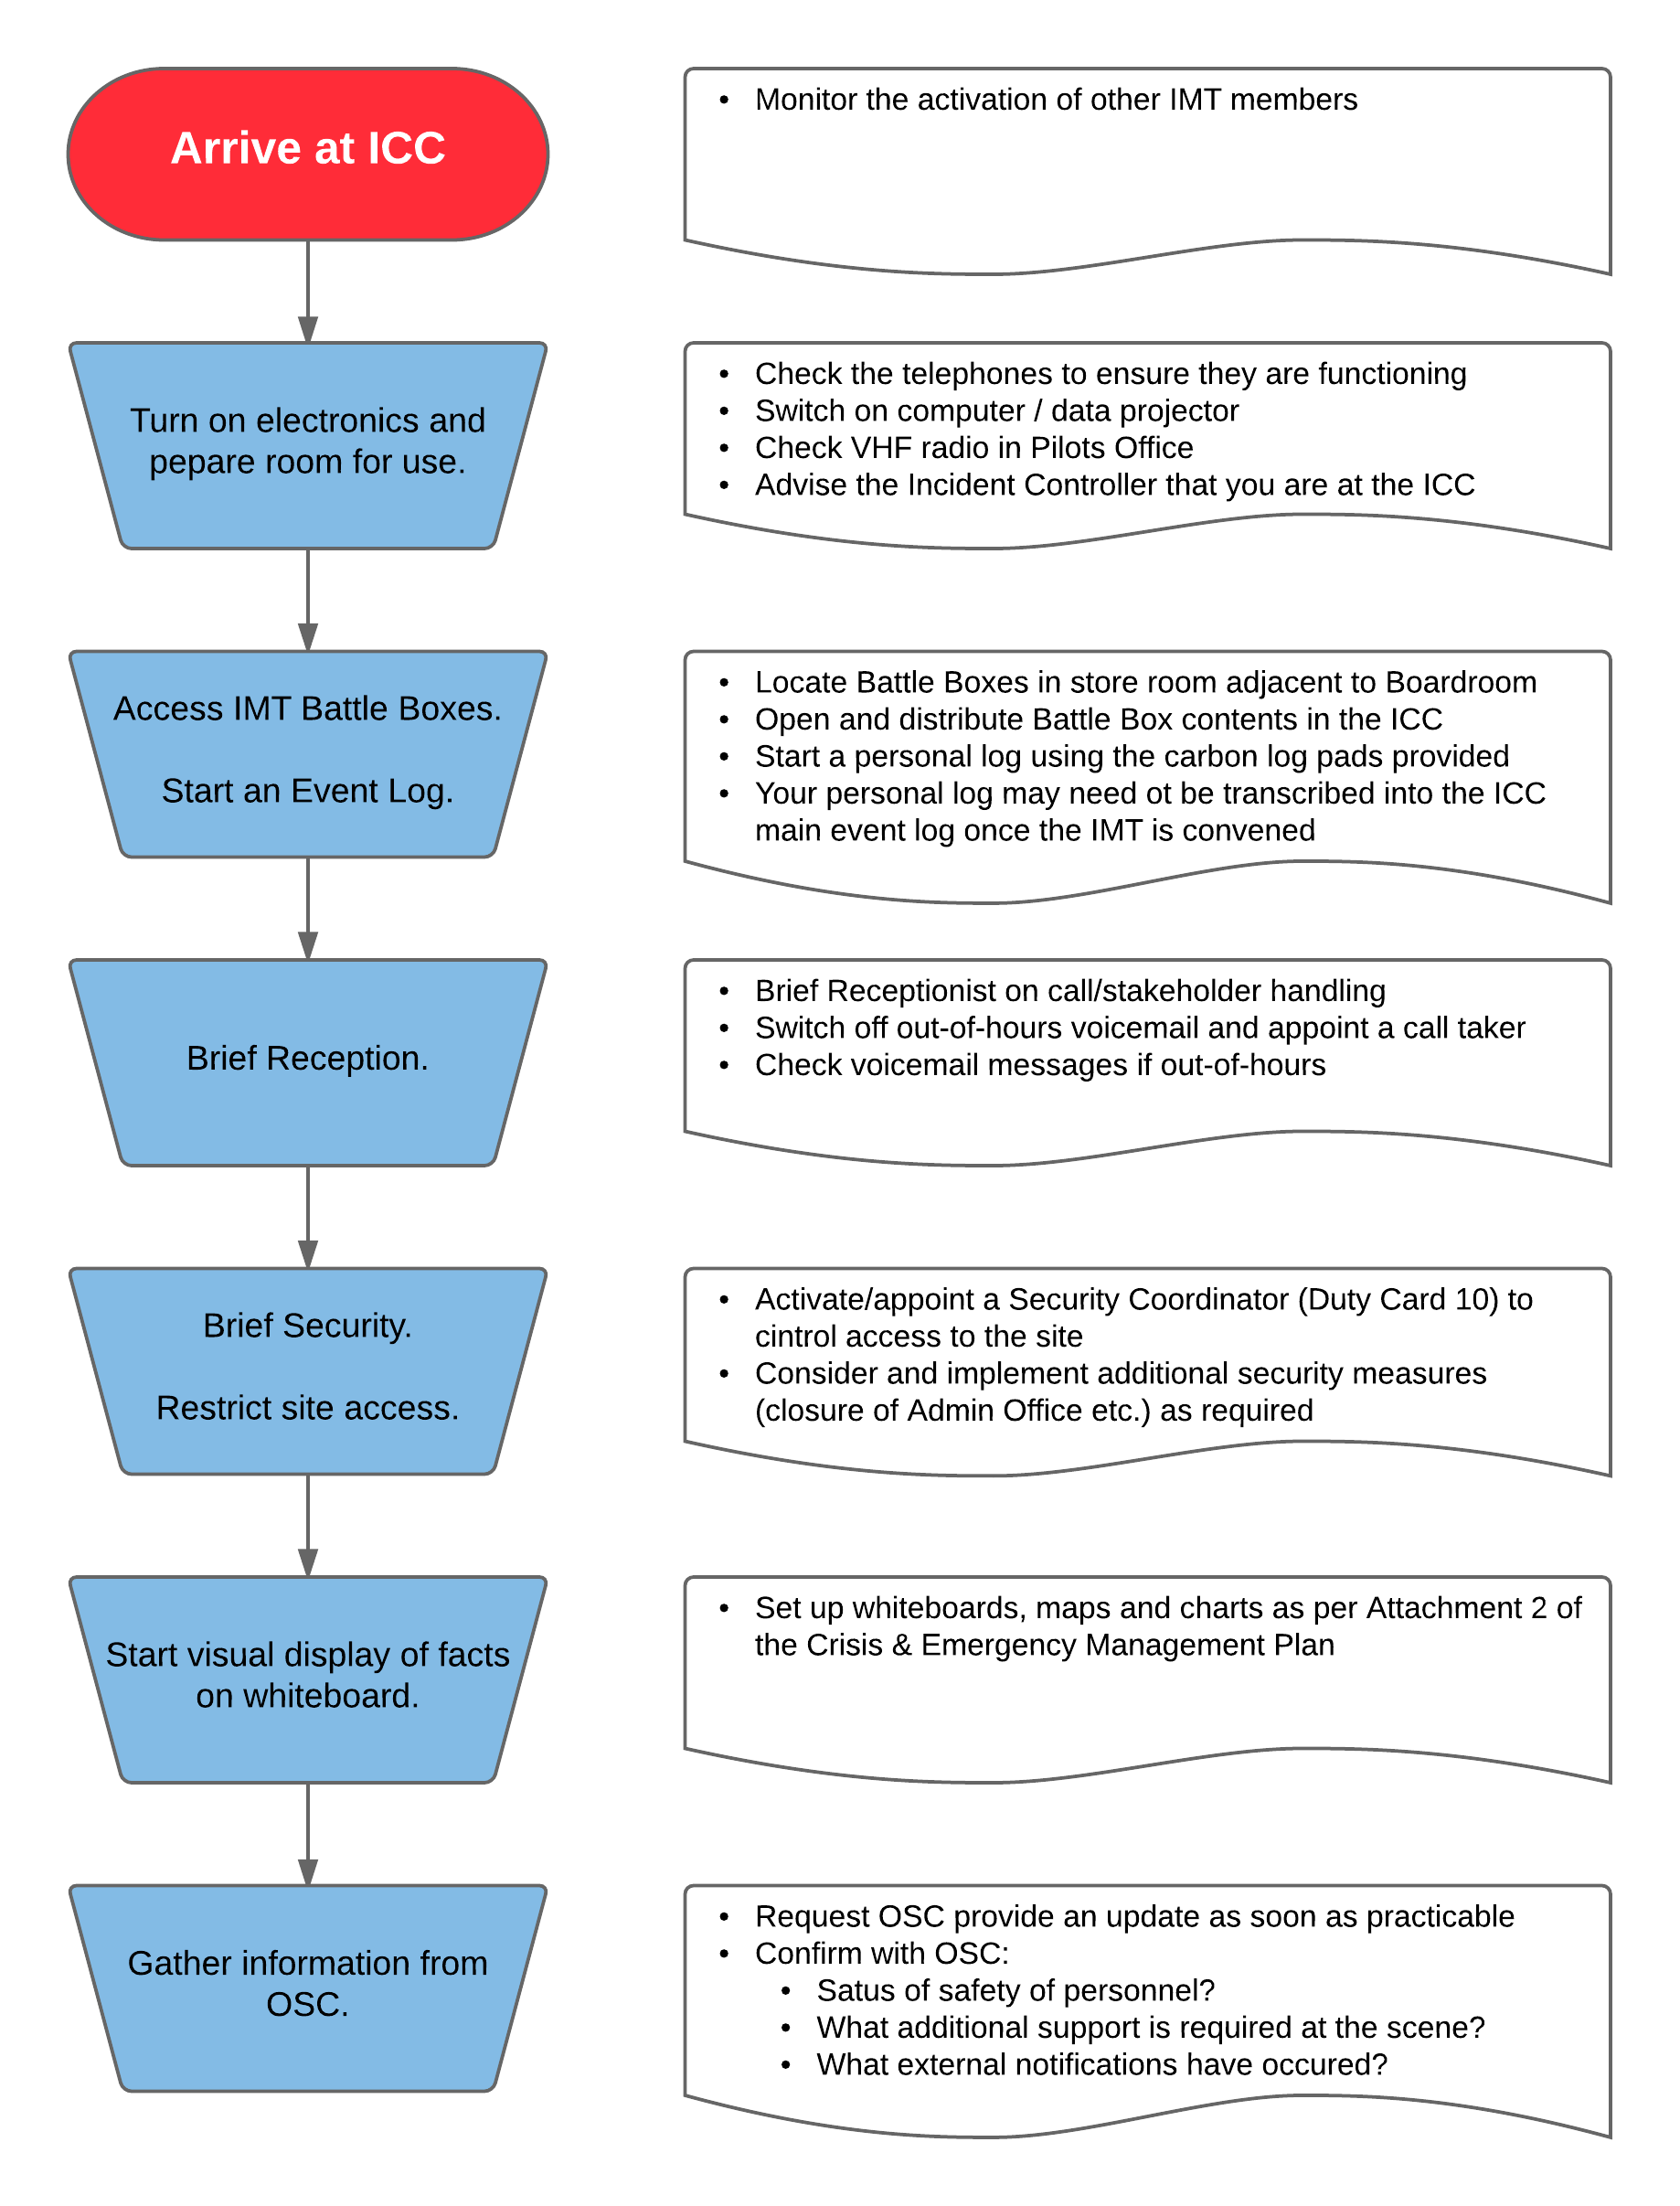 Arrive at ICC
• Monitor the activation of other IMT members
Turn on electronics and
pepare room for use.
• Check the telephones to ensure they are functioning
• Switch on computer / data projector
• Check VHF radio in Pilots Office
• Advise the Incident Controller that you are at the ICC
Access IMT Battle Boxes.
Start an Event Log.
• Locate Battle Boxes in store room adjacent to Boardroom
• Open and distribute Battle Box contents in the ICC
• Start a personal log using the carbon log pads provided
• Your personal log may need ot be transcribed into the ICC
main event log once the IMT is convened
Brief Reception.
• Brief Receptionist on call/stakeholder handling
• Switch off out-of-hours voicemail and appoint a call taker
• Check voicemail messages if out-of-hours
Brief Security.
Restrict site access.
• Activate/appoint a Security Coordinator (Duty Card 10) to
cintrol access to the site
• Consider and implement additional security measures
(closure of Admin Office etc.) as required
Start visual display of facts
on whiteboard.
• Set up whiteboards, maps and charts as per Attachment 2 of
the Crisis & Emergency Management Plan
Gather information from
OSC.
• Request OSC provide an update as soon as practicable
• Confirm with OSC:
• Satus of safety of personnel?
• What additional support is required at the scene?
• What external notifications have occured?